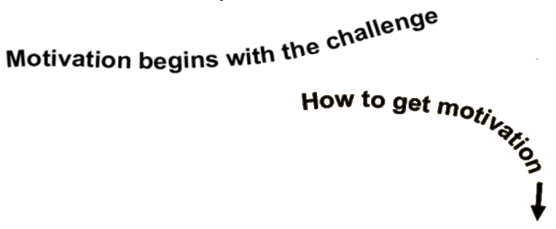 Motivation begins with the challenge
How to get motivation